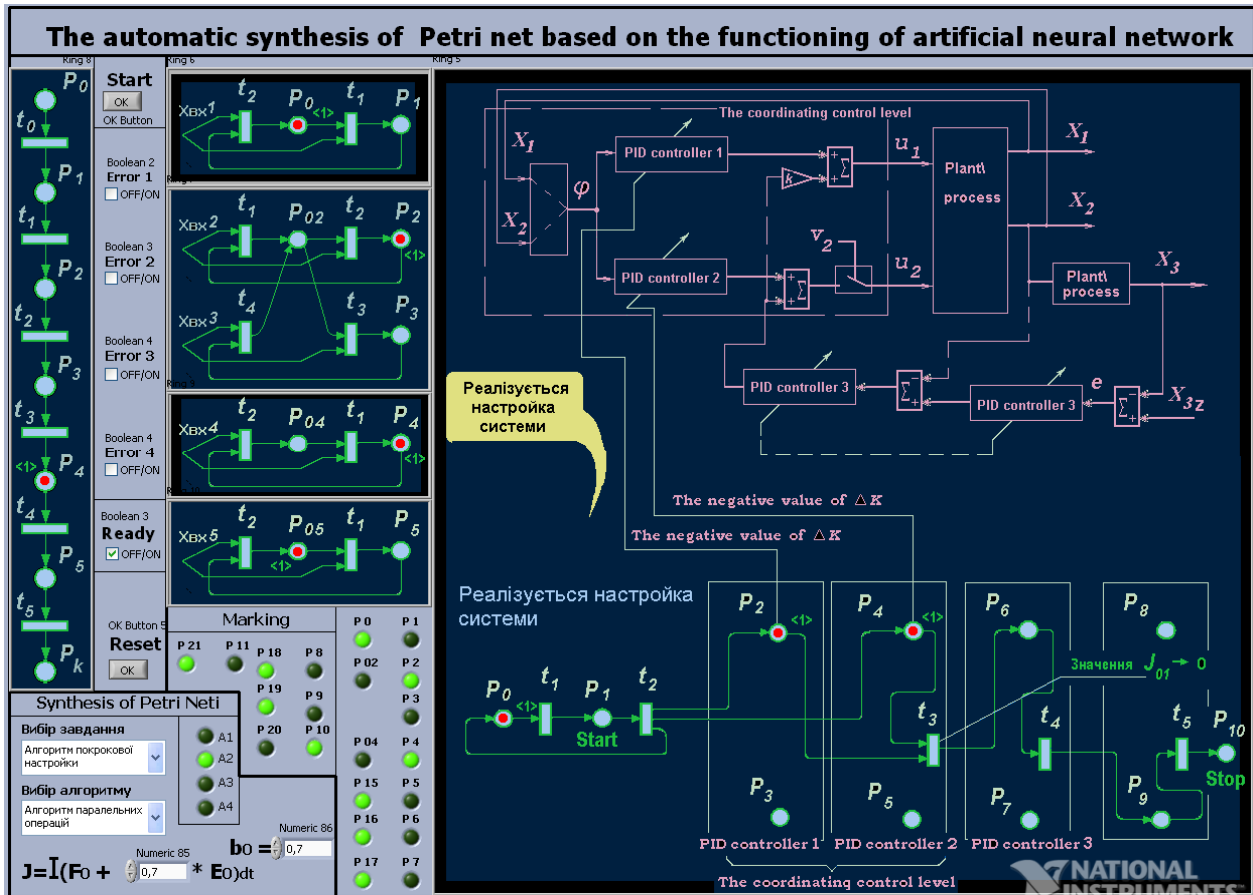 The automatic synthesis of Petri net based on the functioning of artificial neural network
Ring 8
P0
t0
P1
t1
P2
t2
P3
t3
<1>
P4
t4
P5
t5
Pk
Start
OK
OK Button
Boolean 2
Error 1
OFF/ON
Boolean 3
Error 2
OFF/ON
Boolean 4
Error 3
OFF/ON
Boolean 4
Error 4
OFF/ON
Boolean 3
Ready
OFF/ON
OK Button 5
Reset
OK
Ring 6
Xвх1
t2
P0
<1>
t1
P1
Xвх2
t1
P02
t2
P2
<1>
Xвх3
t4
t3
P3
Ring 9
Xвх4
t2
P04
t1
P4
<1>
Xвх5
t2
P05
<1>
t1
P5
Marking
P 21
P 11
P 18
P 8
P 19
P 9
P 20
P 10
P 0
P 1
P 02
P 2
P 3
P 04
P 4
P 15
P 5
P 16
P 6
P 17
P 7
Synthesis of Petri Neti
Вибір завдання
Алгоритм покрокової
настройки
Вибір алгоритму
Алгоритм паралельних
операцій
A1
A2
A3
A4
Numeric 86
b0 =
0,7
Numeric 85
J=I(F0 + 0,7 * E0)dt
Ring 5
The coordinating control level
X1
X2
φ
PID controller 1
k
+
+
Σ
u1
Plant\
process
X1
X2
PID controller 2
+
+
Σ
v2
u2
Plant\
process
X3
PID controller 3
Σ
-
+
PID controller 3
e
Σ
-
+
X3z
Реалізується
настройка
системи
The negative value of ΔK
The negative value of ΔK
Реалізується настройка
системи
P0
<1>
t1
P1
Start
t2
P2
<1>
P3
PID controller 1
P4
<1>
P5
PID controller 2
t3
P6
t4
P7
PID controller 3
P8
Значення J01 → 0
t5
P10
Stop
P9
The coordinating control level
NATIONAL
INSTRUMENTS